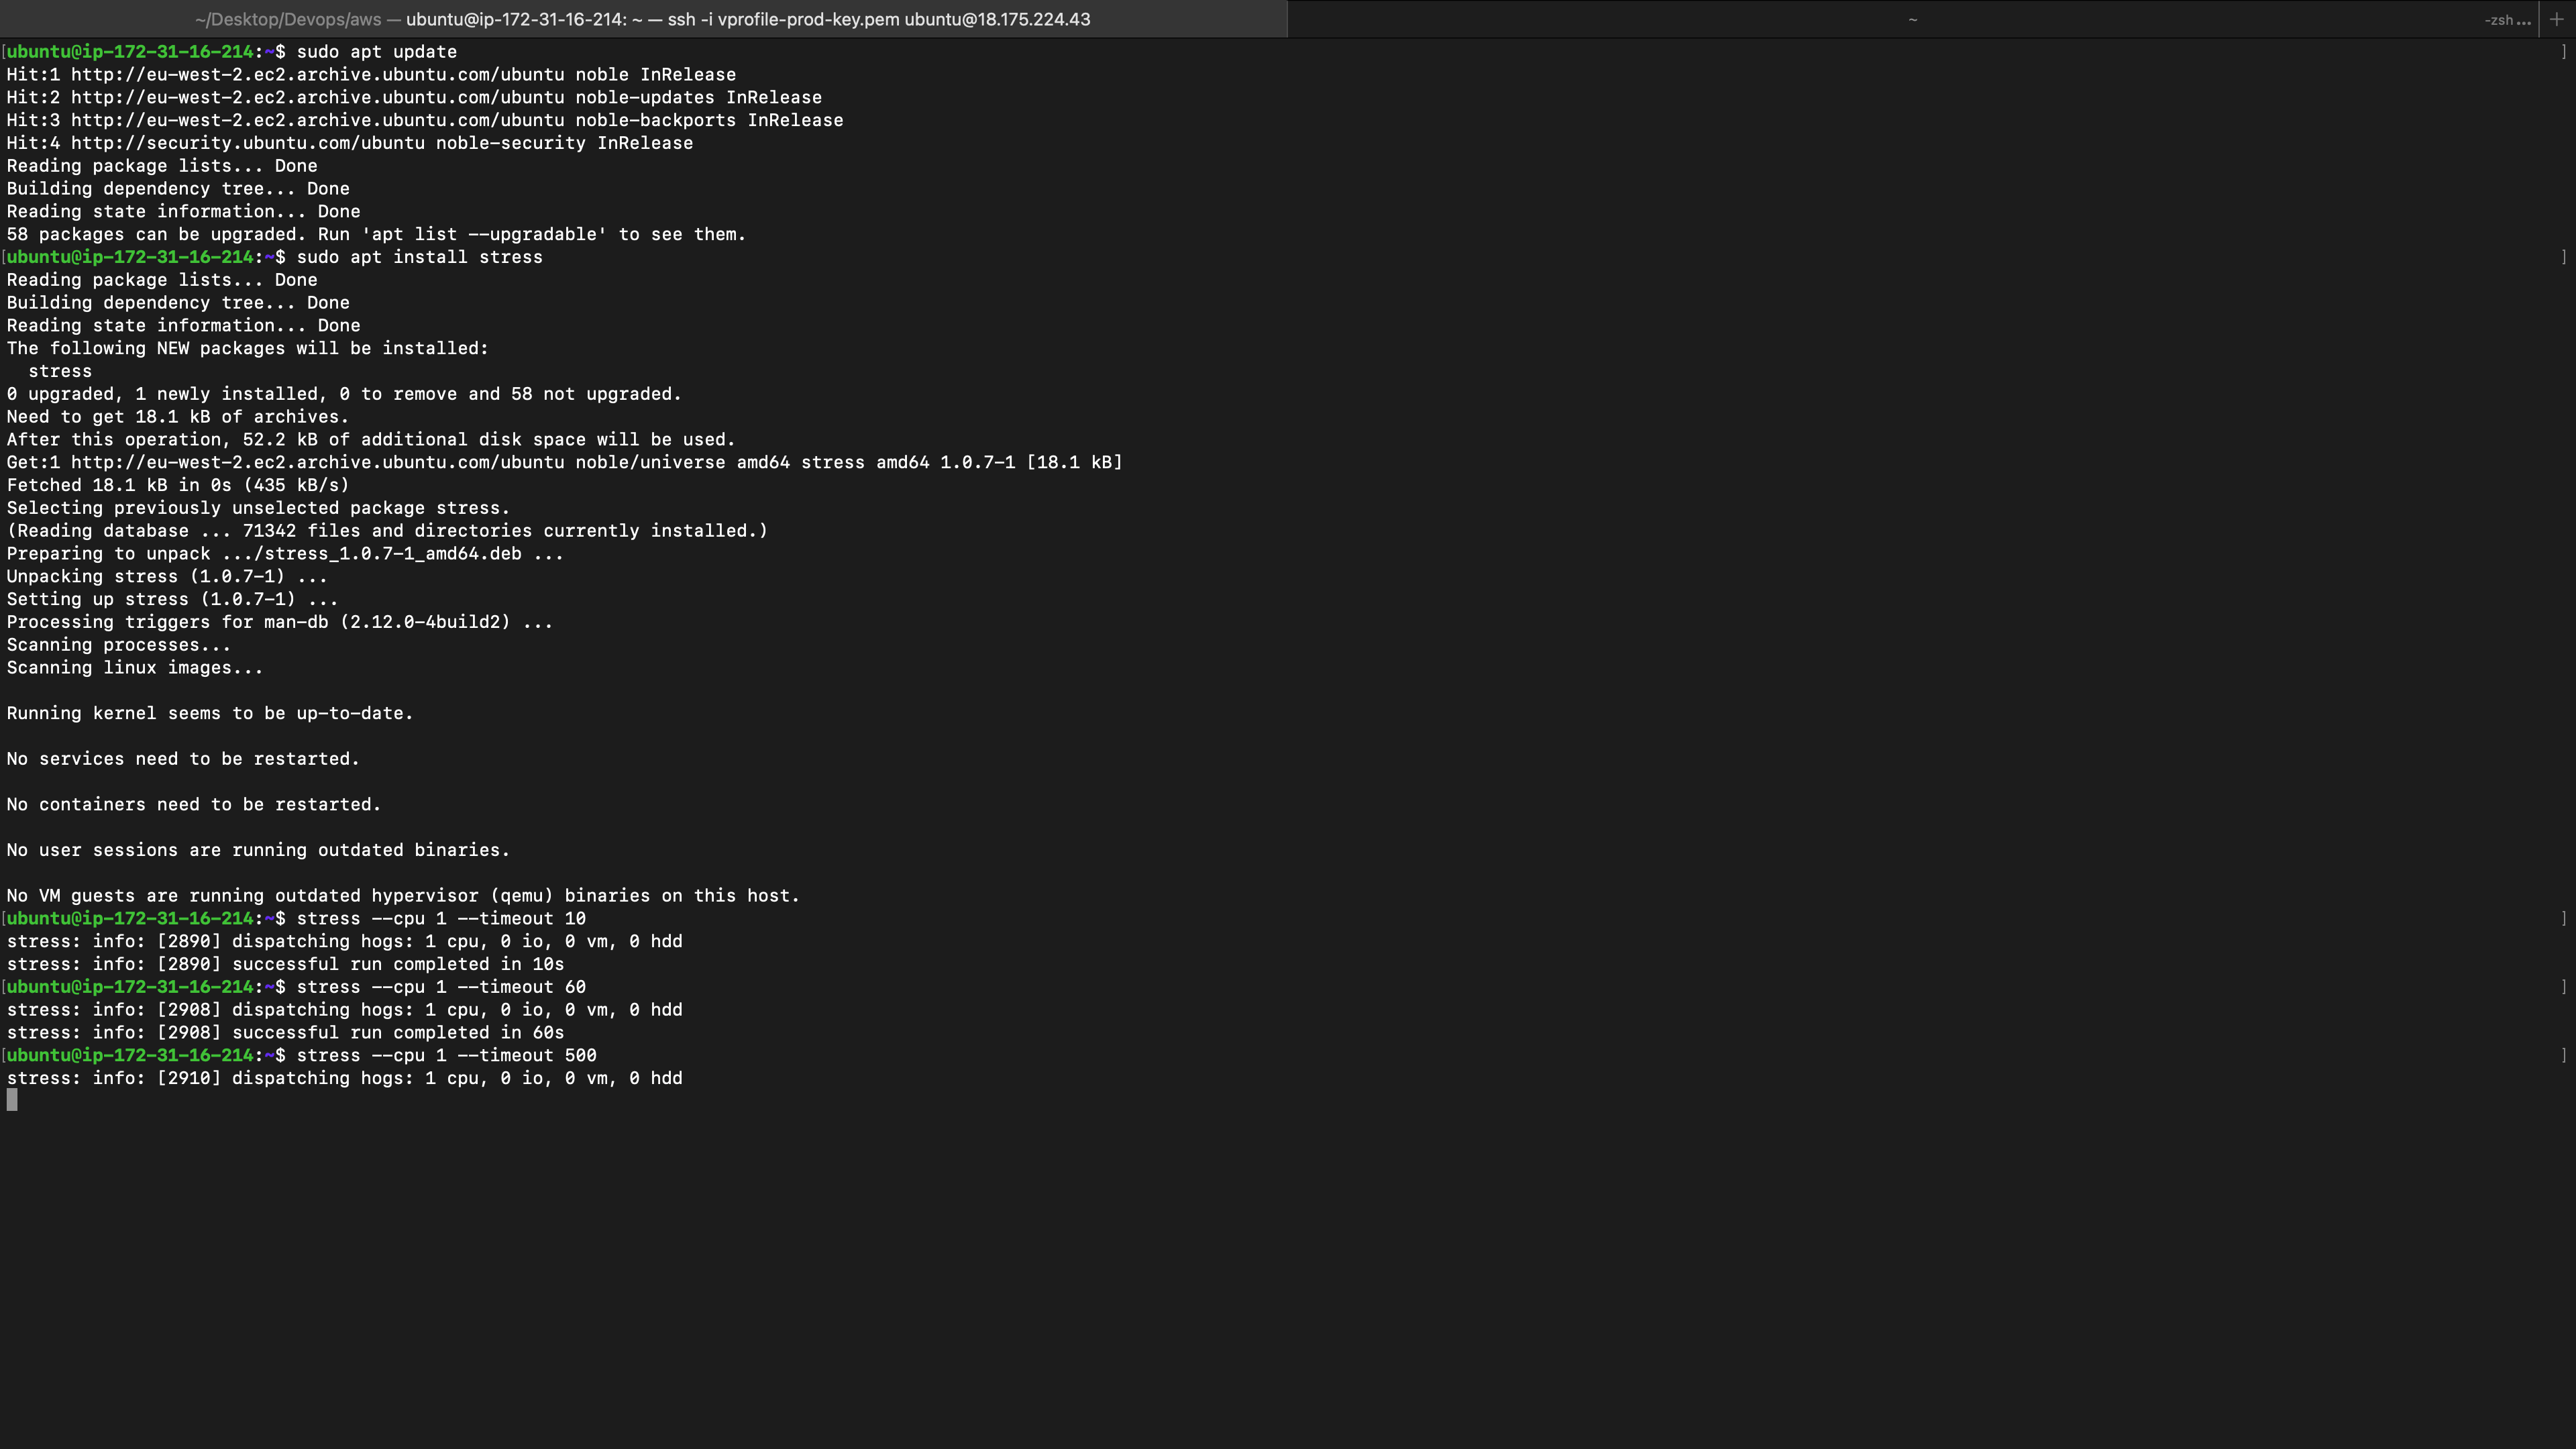 ~/Desktop/Devops/aws — ubuntu@ip-172-31-16-214: ~ — ssh -i vprofile-prod-key.pem ubuntu@18.175.224.43
~
-zsh ...
+
[ubuntu@ip-172-31-16-214:~$ sudo apt update ]
Hit:1 http://eu-west-2.ec2.archive.ubuntu.com/ubuntu noble InRelease
Hit:2 http://eu-west-2.ec2.archive.ubuntu.com/ubuntu noble-updates InRelease
Hit:3 http://eu-west-2.ec2.archive.ubuntu.com/ubuntu noble-backports InRelease
Hit:4 http://security.ubuntu.com/ubuntu noble-security InRelease
Reading package lists... Done
Building dependency tree... Done
Reading state information... Done
58 packages can be upgraded. Run 'apt list --upgradable' to see them.
[ubuntu@ip-172-31-16-214:~$ sudo apt install stress ]
Reading package lists... Done
Building dependency tree... Done
Reading state information... Done
The following NEW packages will be installed:
  stress
0 upgraded, 1 newly installed, 0 to remove and 58 not upgraded.
Need to get 18.1 kB of archives.
After this operation, 52.2 kB of additional disk space will be used.
Get:1 http://eu-west-2.ec2.archive.ubuntu.com/ubuntu noble/universe amd64 stress amd64 1.0.7-1 [18.1 kB]
Fetched 18.1 kB in 0s (435 kB/s)
Selecting previously unselected package stress.
(Reading database ... 71342 files and directories currently installed.)
Preparing to unpack .../stress_1.0.7-1_amd64.deb ...
Unpacking stress (1.0.7-1) ...
Setting up stress (1.0.7-1) ...
Processing triggers for man-db (2.12.0-4build2) ...
Scanning processes...
Scanning linux images...
Running kernel seems to be up-to-date.
No services need to be restarted.
No containers need to be restarted.
No user sessions are running outdated binaries.
No VM guests are running outdated hypervisor (qemu) binaries on this host.
[ubuntu@ip-172-31-16-214:~$ stress --cpu 1 --timeout 10 ]
stress: info: [2890] dispatching hogs: 1 cpu, 0 io, 0 vm, 0 hdd
stress: info: [2890] successful run completed in 10s
[ubuntu@ip-172-31-16-214:~$ stress --cpu 1 --timeout 60 ]
stress: info: [2908] dispatching hogs: 1 cpu, 0 io, 0 vm, 0 hdd
stress: info: [2908] successful run completed in 60s
[ubuntu@ip-172-31-16-214:~$ stress --cpu 1 --timeout 500 ]
stress: info: [2910] dispatching hogs: 1 cpu, 0 io, 0 vm, 0 hdd